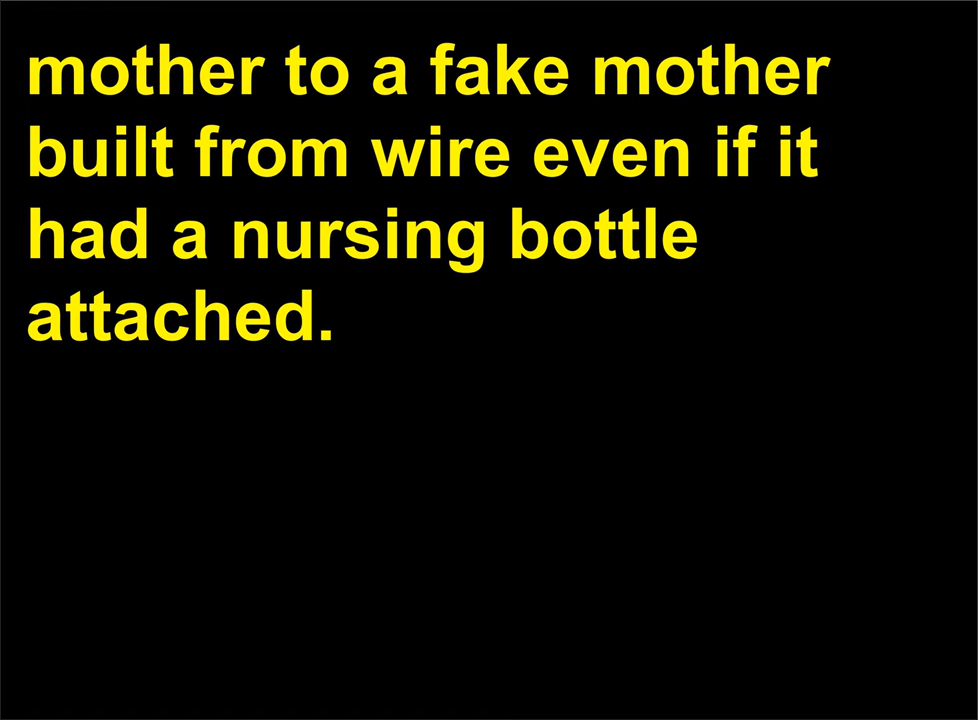 mother to a fake mother
built from wire even if it
had a nursing bottle
attached.